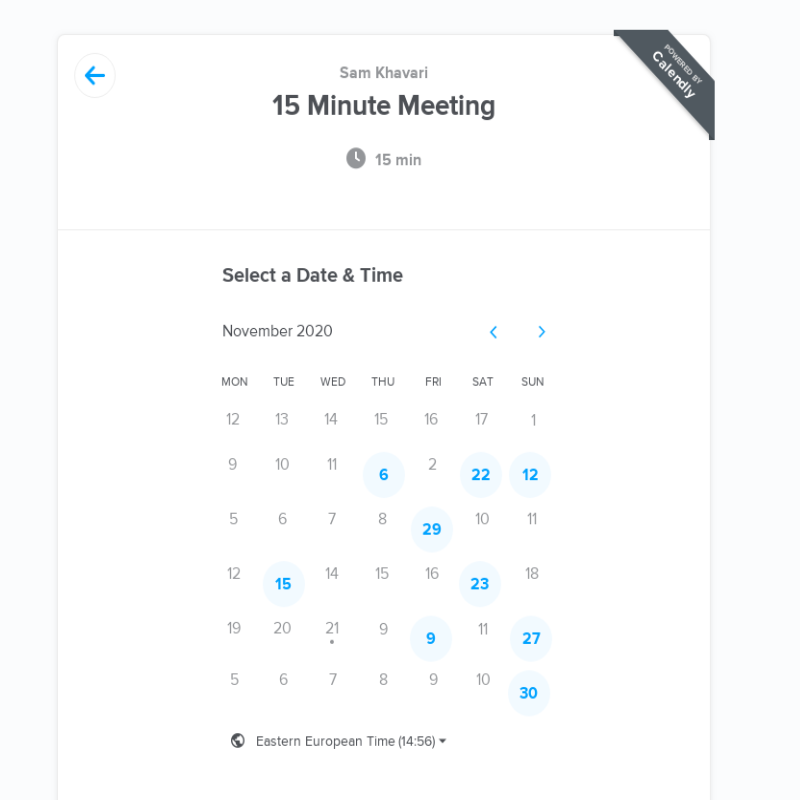 POWERED BY
Calendly
Sam Khavari
15 Minute Meeting
15 min
Select a Date & Time
November 2020
MON TUE WED THU FRI SAT SUN
12 13 14 15 16 17 1
9 10 11 6 2 22 12
5 6 7 8 29 10 11
12 15 14 15 16 23 18
19 20 21 9 9 11 27
5 6 7 8 9 10 30
Eastern European Time (14:56)